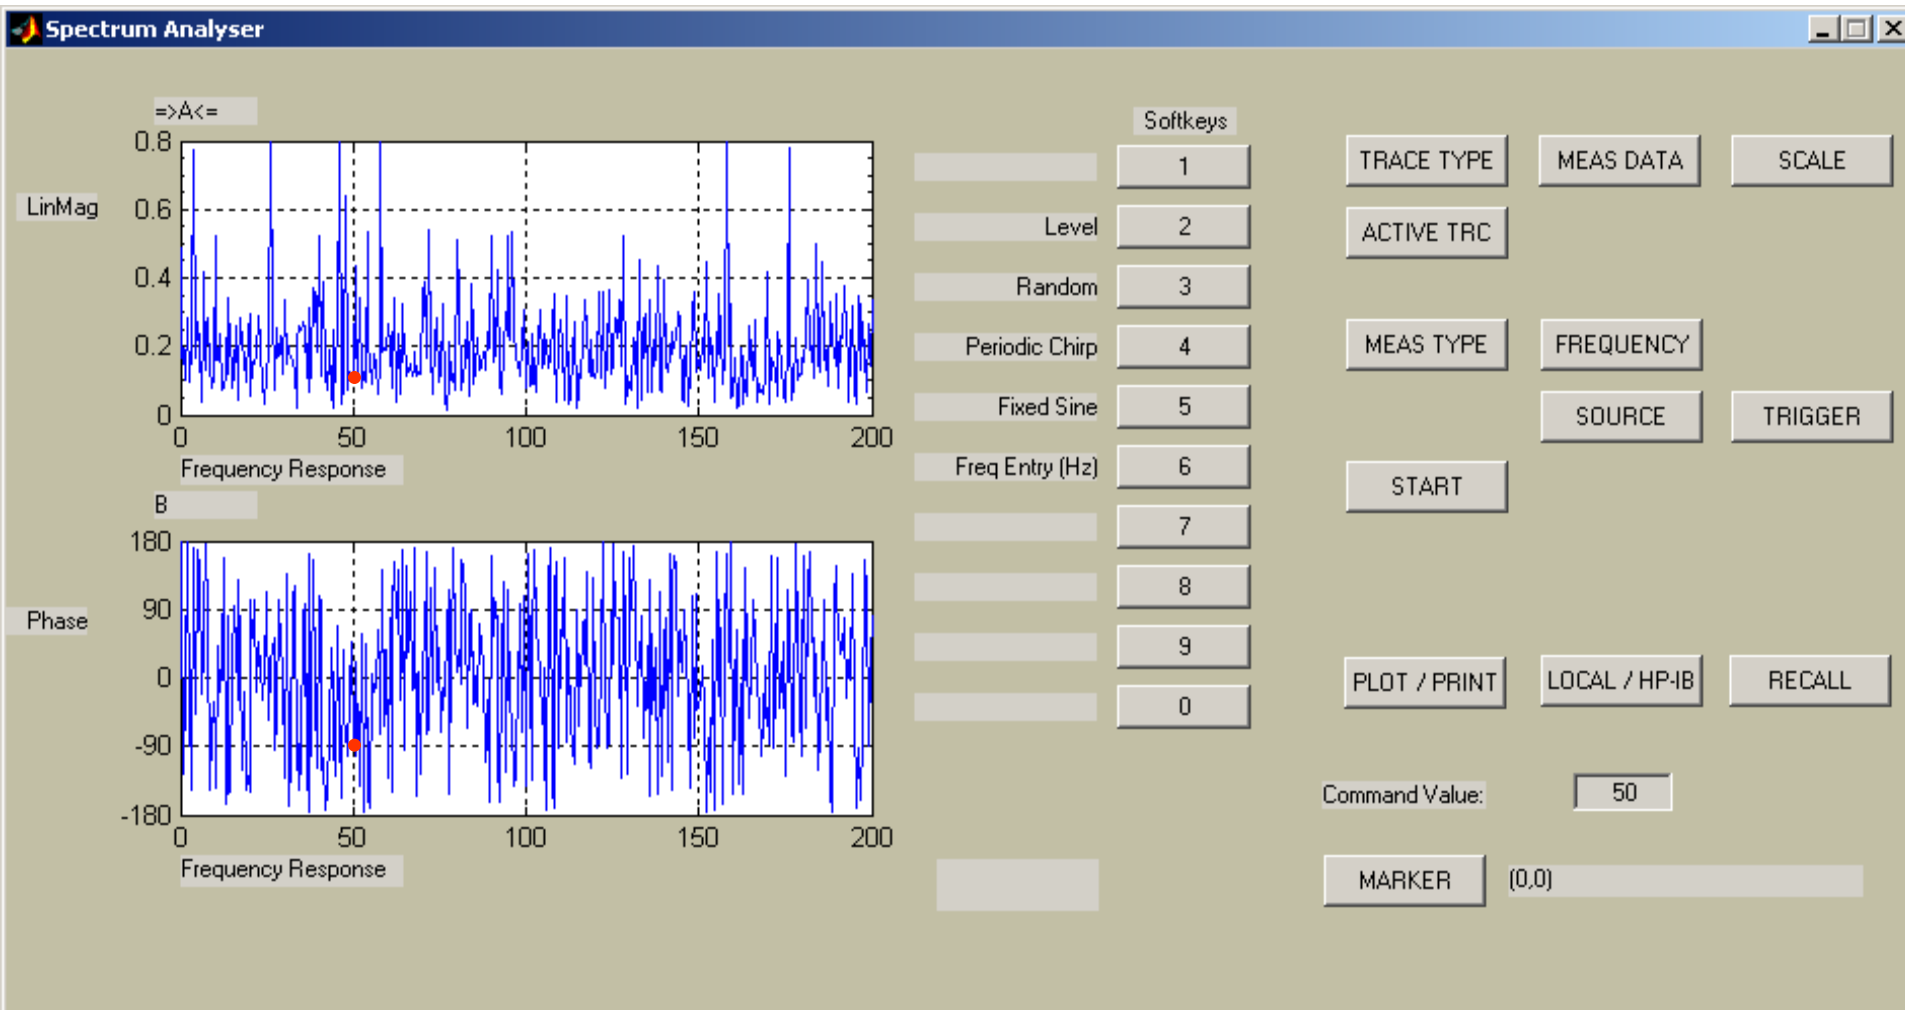 Spectrum Analyser
=>A<=
LinMag
0.8
0.6
0.4
0.2
0
0 50 100 150 200
Frequency Response
B
Phase
180
90
0
-90
-180
0 50 100 150 200
Frequency Response
Softkeys
1
Level 2
Random 3
Periodic Chirp 4
Fixed Sine 5
Freq Entry (Hz) 6
7
8
9
0
TRACE TYPE MEAS DATA SCALE
ACTIVE TRC
MEAS TYPE FREQUENCY
SOURCE TRIGGER
START
PLOT / PRINT LOCAL / HP-IB RECALL
Command Value: 50
MARKER (0,0)